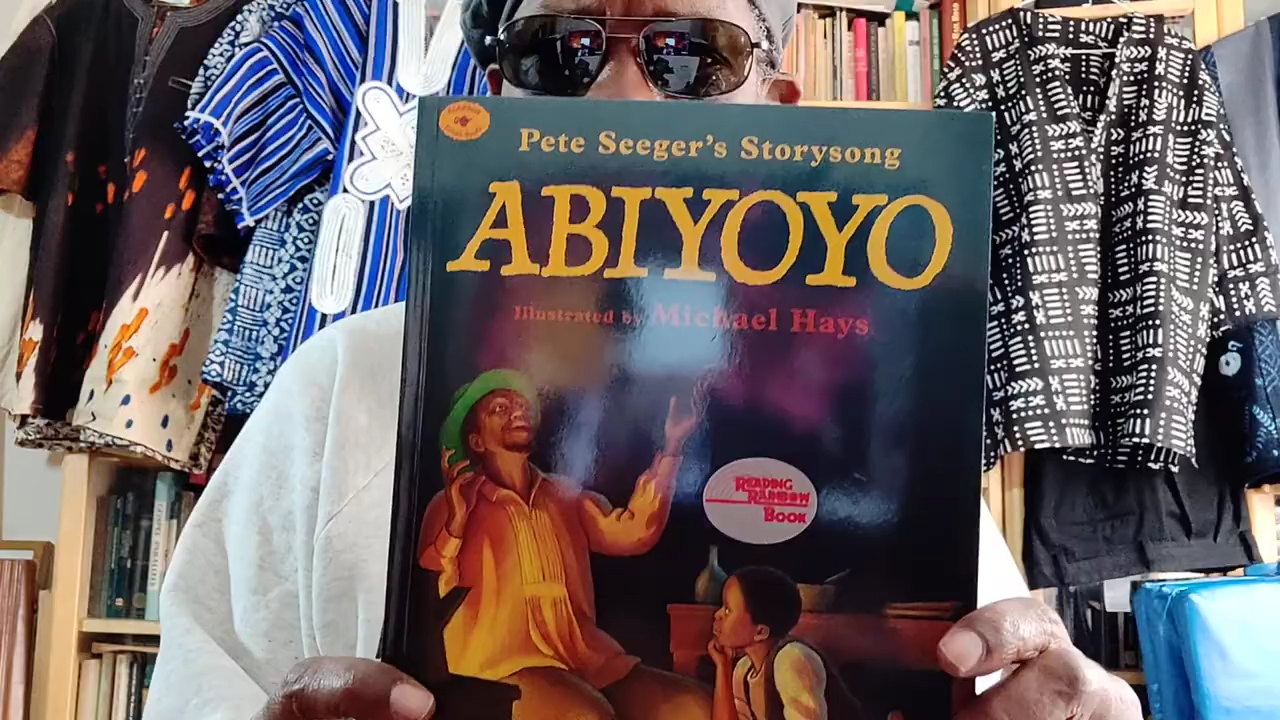 Pete Seeger's Storysong
ABIYOYO
Illustrated by Michael Hays
READING
RAINBOW
BOOK